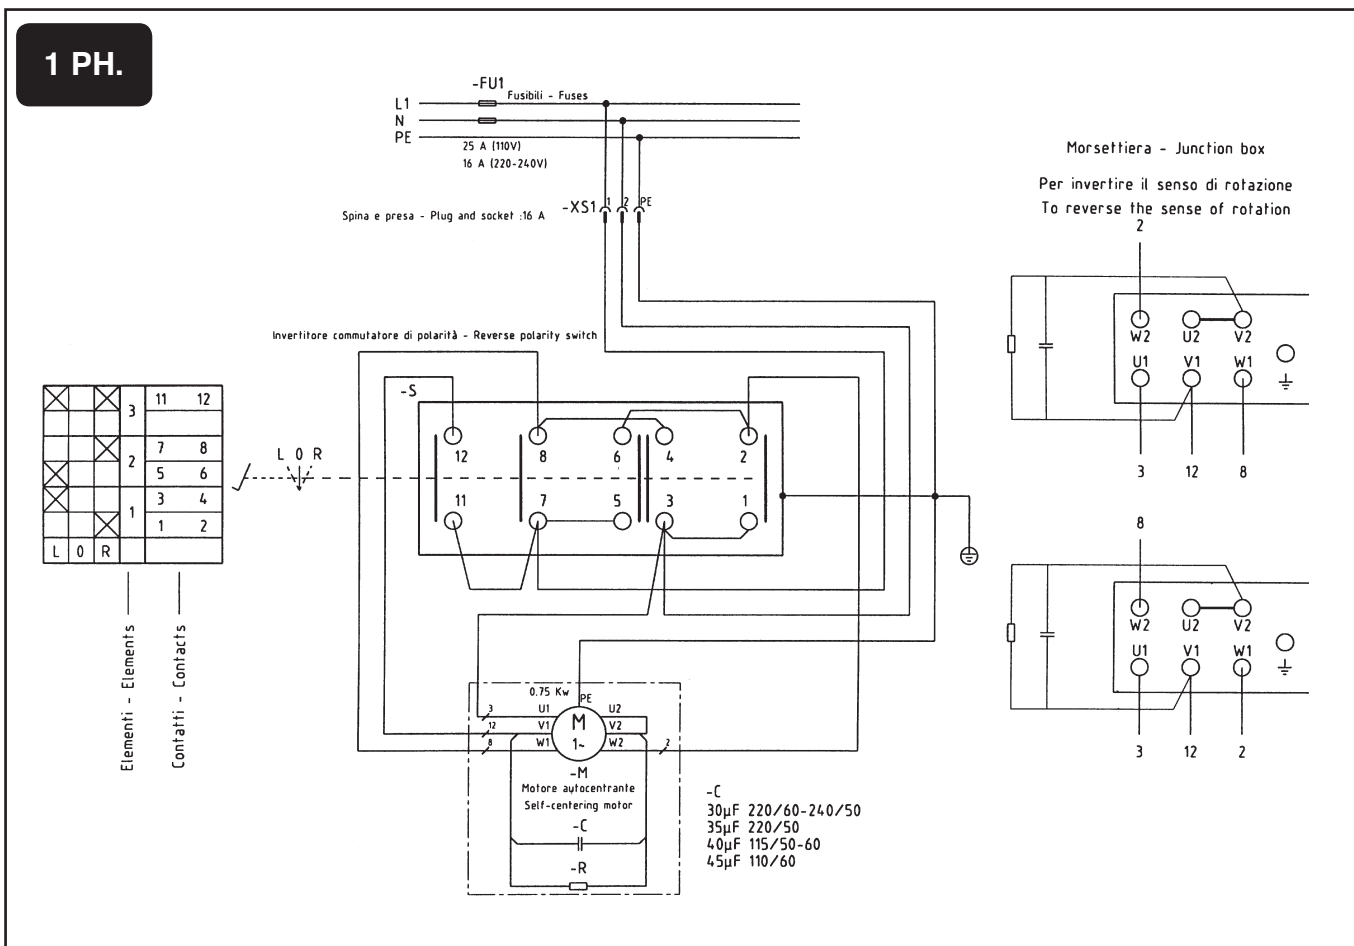 1 PH.
-FU1
Fusibili - Fuses
L1
N
PE
25 A (110V)
16 A (220-240V)
-XS1 1 2 PE
Spina e presa - Plug and socket :16 A
Morsettiera - Junction box
Per invertire il senso di rotazione
To reverse the sense of rotation
2
W2 U2 V2
U1 V1 W1
3 12 8
Invertitore commutatore di polarità - Reverse polarity switch
-S
12 8 6 4 2
11 7 5 3 1
L 0 R
3 11 12
2 7 8
5 6
1 3 4
1 2
L 0 R
Elementi - Elements
Contatti - Contacts
8
W2 U2 V2
U1 V1 W1
3 12 2
0.75 Kw
PE
3 U1 U2
12 V1 V2
8 W1 W2 2
M
1~
-M
Motore autocentrante
Self-centering motor
-C
-R
-C
30µF 220/60-240/50
35µF 220/50
40µF 115/50-60
45µF 110/60